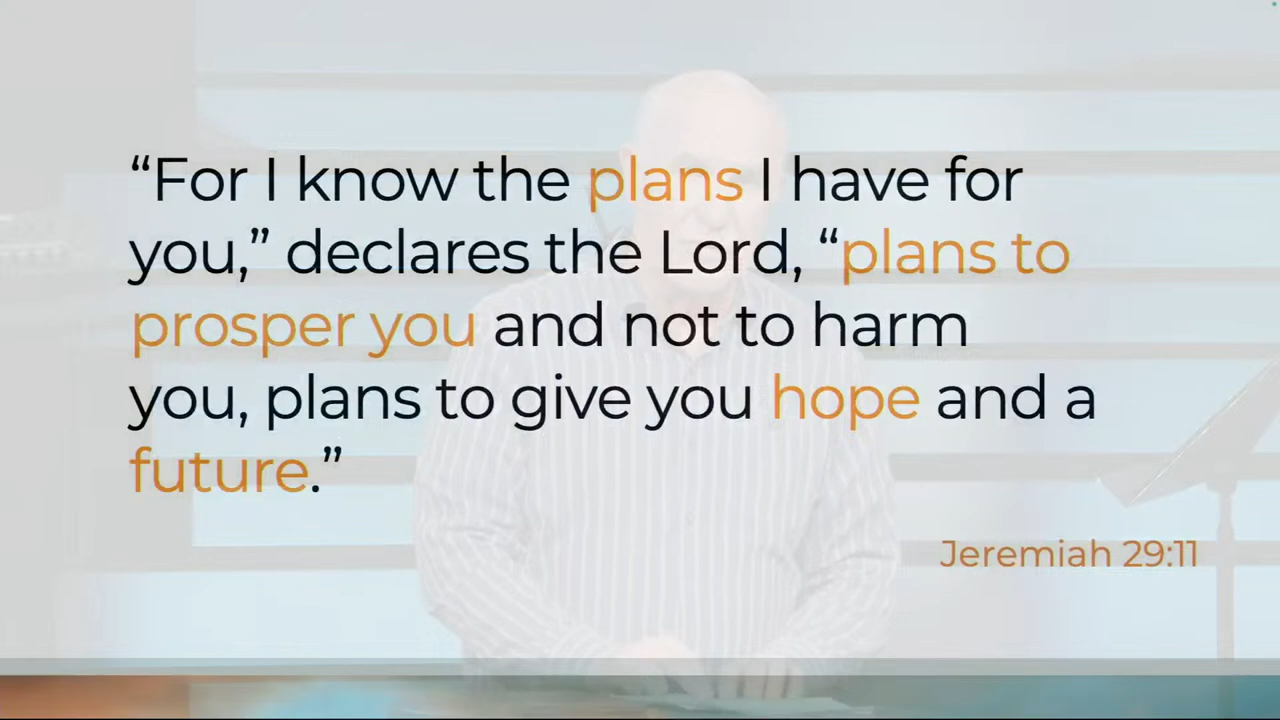 “For I know the plans I have for
you,” declares the Lord, “plans to
prosper you and not to harm
you, plans to give you hope and a
future.”
Jeremiah 29:11